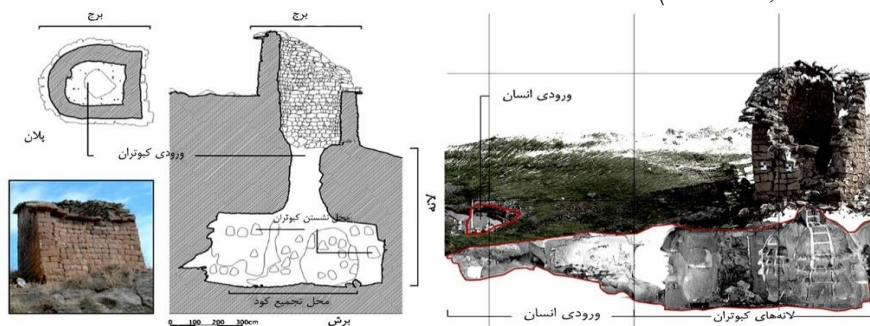 برج
برج
پلان
ورودی کبوتران
محل نشستن کبوتران
لانه
محل تجمیع کود
0 100 200 300cm
برش
ورودی انسان
ورودی انسان
لانه‌های کبوتران